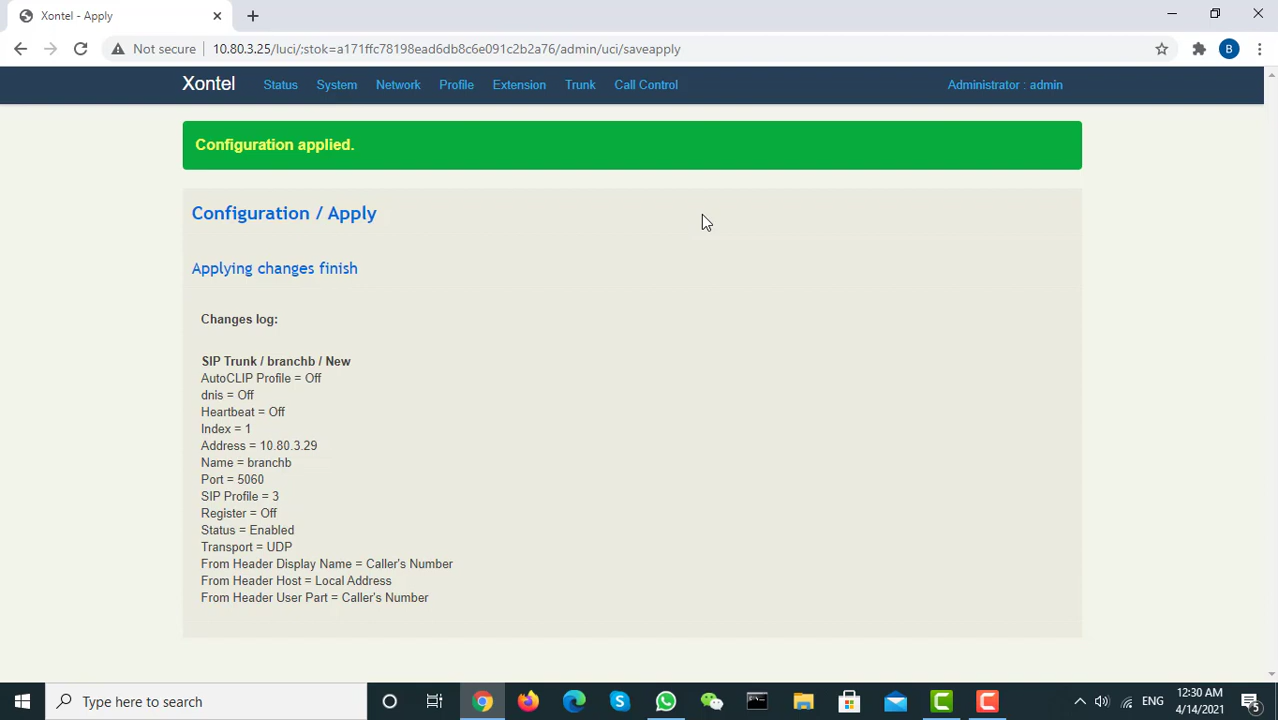 Xontel - Apply
Not secure 10.80.3.25/luci/;stok=a171ffc78198ead6db8c6e091c2b2a76/admin/uci/saveapply
B
Xontel Status System Network Profile Extension Trunk Call Control Administrator : admin
Configuration applied.
Configuration / Apply
Applying changes finish
Changes log:
SIP Trunk / branchb / New
AutoCLIP Profile = Off
dnis = Off
Heartbeat = Off
Index = 1
Address = 10.80.3.29
Name = branchb
Port = 5060
SIP Profile = 3
Register = Off
Status = Enabled
Transport = UDP
From Header Display Name = Caller's Number
From Header Host = Local Address
From Header User Part = Caller's Number
Type here to search
ENG
12:30 AM
4/14/2021
5